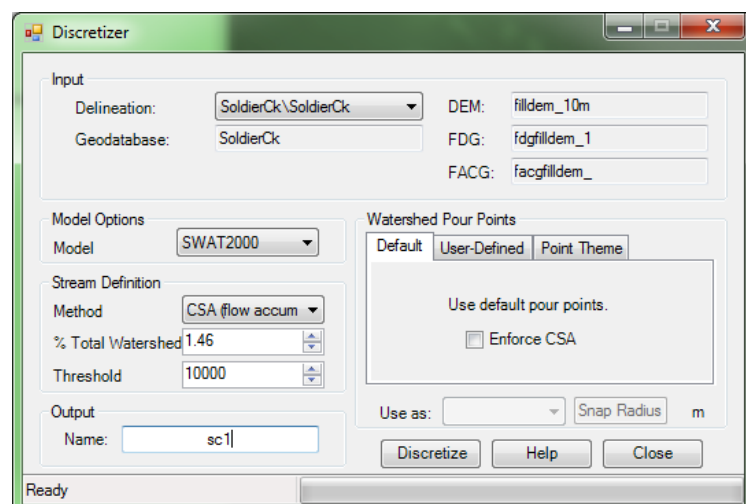 Discretizer
Input
Delineation: SoldierCk\SoldierCk DEM: filldem_10m
Geodatabase: SoldierCk FDG: fdgfilldem_1
FACG: facgfilldem_
Model Options
Model SWAT2000
Watershed Pour Points
Default User-Defined Point Theme
Stream Definition
Method CSA (flow accum
% Total Watershed 1.46
Threshold 10000
Use default pour points.
Enforce CSA
Output
Name: sc1
Use as: Snap Radius m
Discretize Help Close
Ready